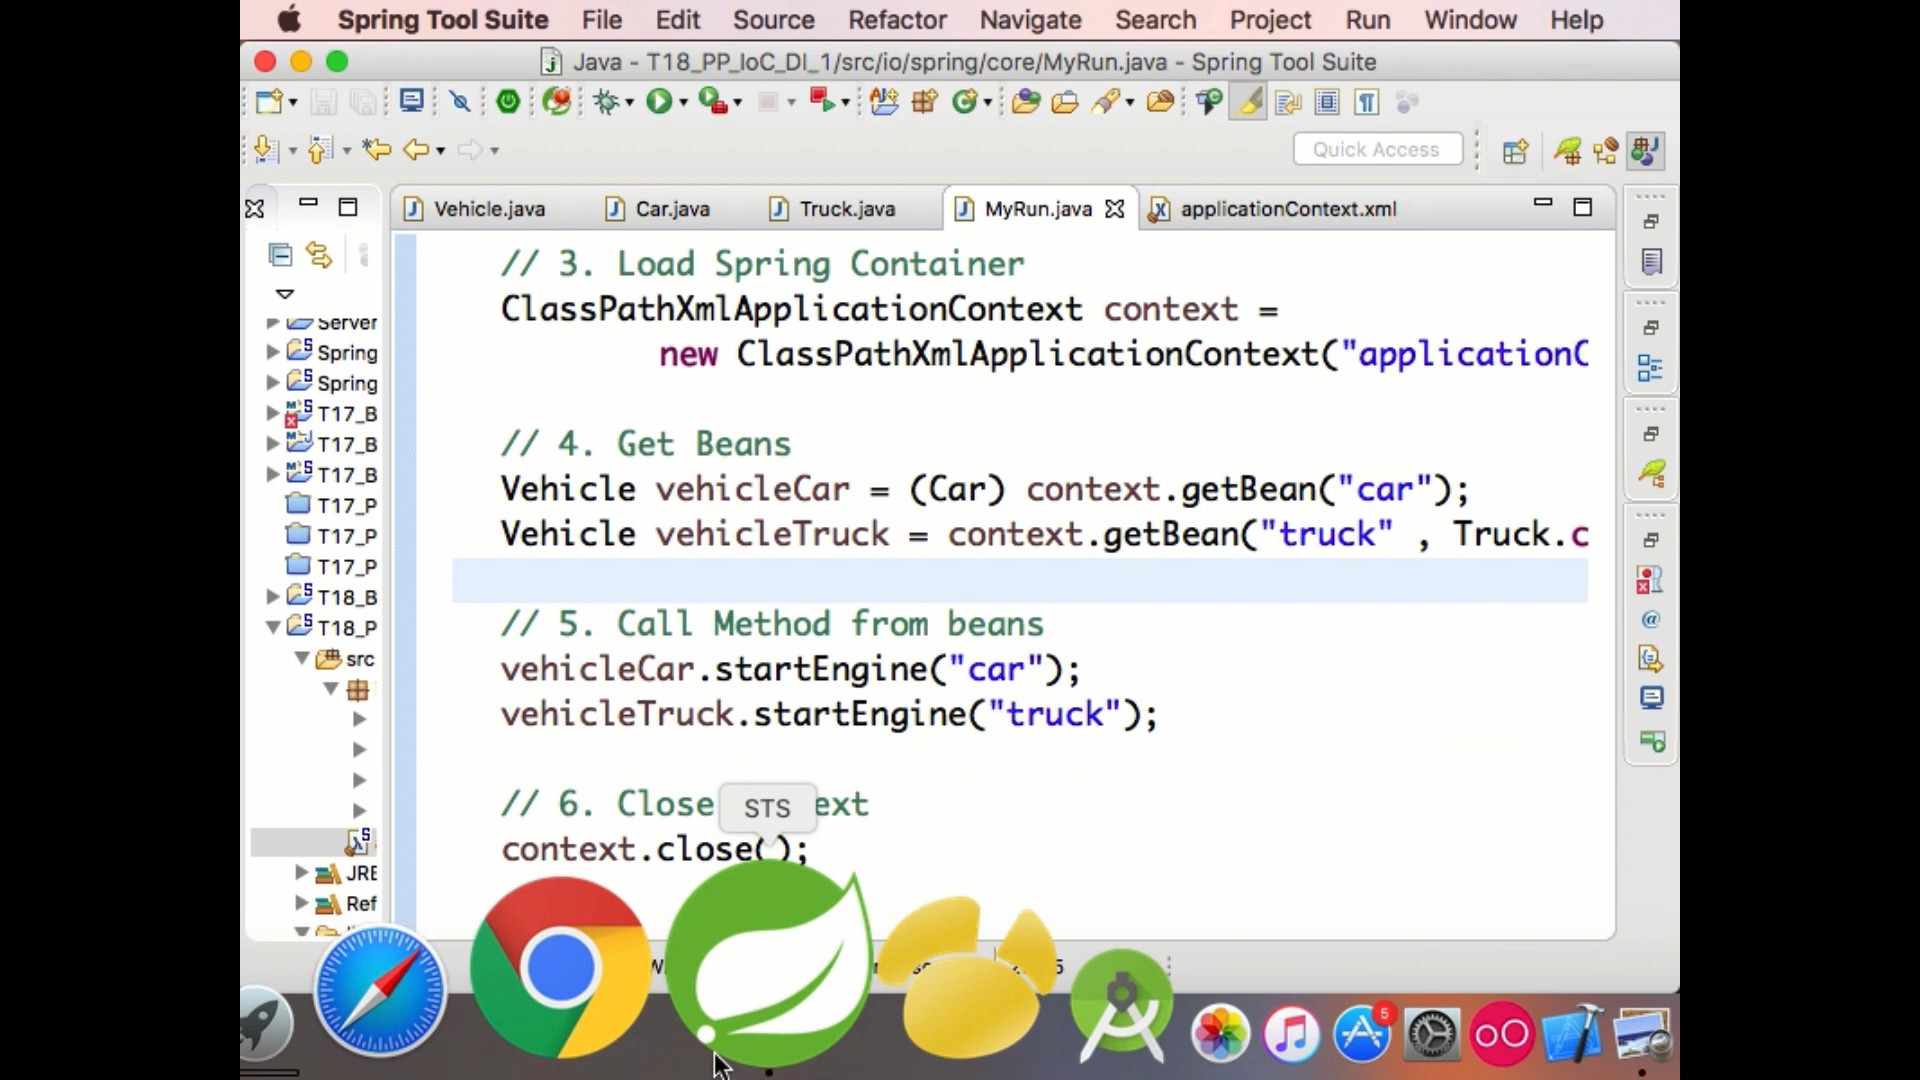 Spring Tool Suite File Edit Source Refactor Navigate Search Project Run Window Help
Java - T18_PP_IoC_DI_1/src/io/spring/core/MyRun.java - Spring Tool Suite
Quick Access
Vehicle.java Car.java Truck.java MyRun.java applicationContext.xml
// 3. Load Spring Container
ClassPathXmlApplicationContext context =
new ClassPathXmlApplicationContext("applicationC
// 4. Get Beans
Vehicle vehicleCar = (Car) context.getBean("car");
Vehicle vehicleTruck = context.getBean("truck" , Truck.c
// 5. Call Method from beans
vehicleCar.startEngine("car");
vehicleTruck.startEngine("truck");
// 6. Close ext
context.close();
STS
Server
Spring
Spring
T17_B
T17_B
T17_B
T17_P
T17_P
T17_P
T18_B
T18_P
src
JRE
Ref
5